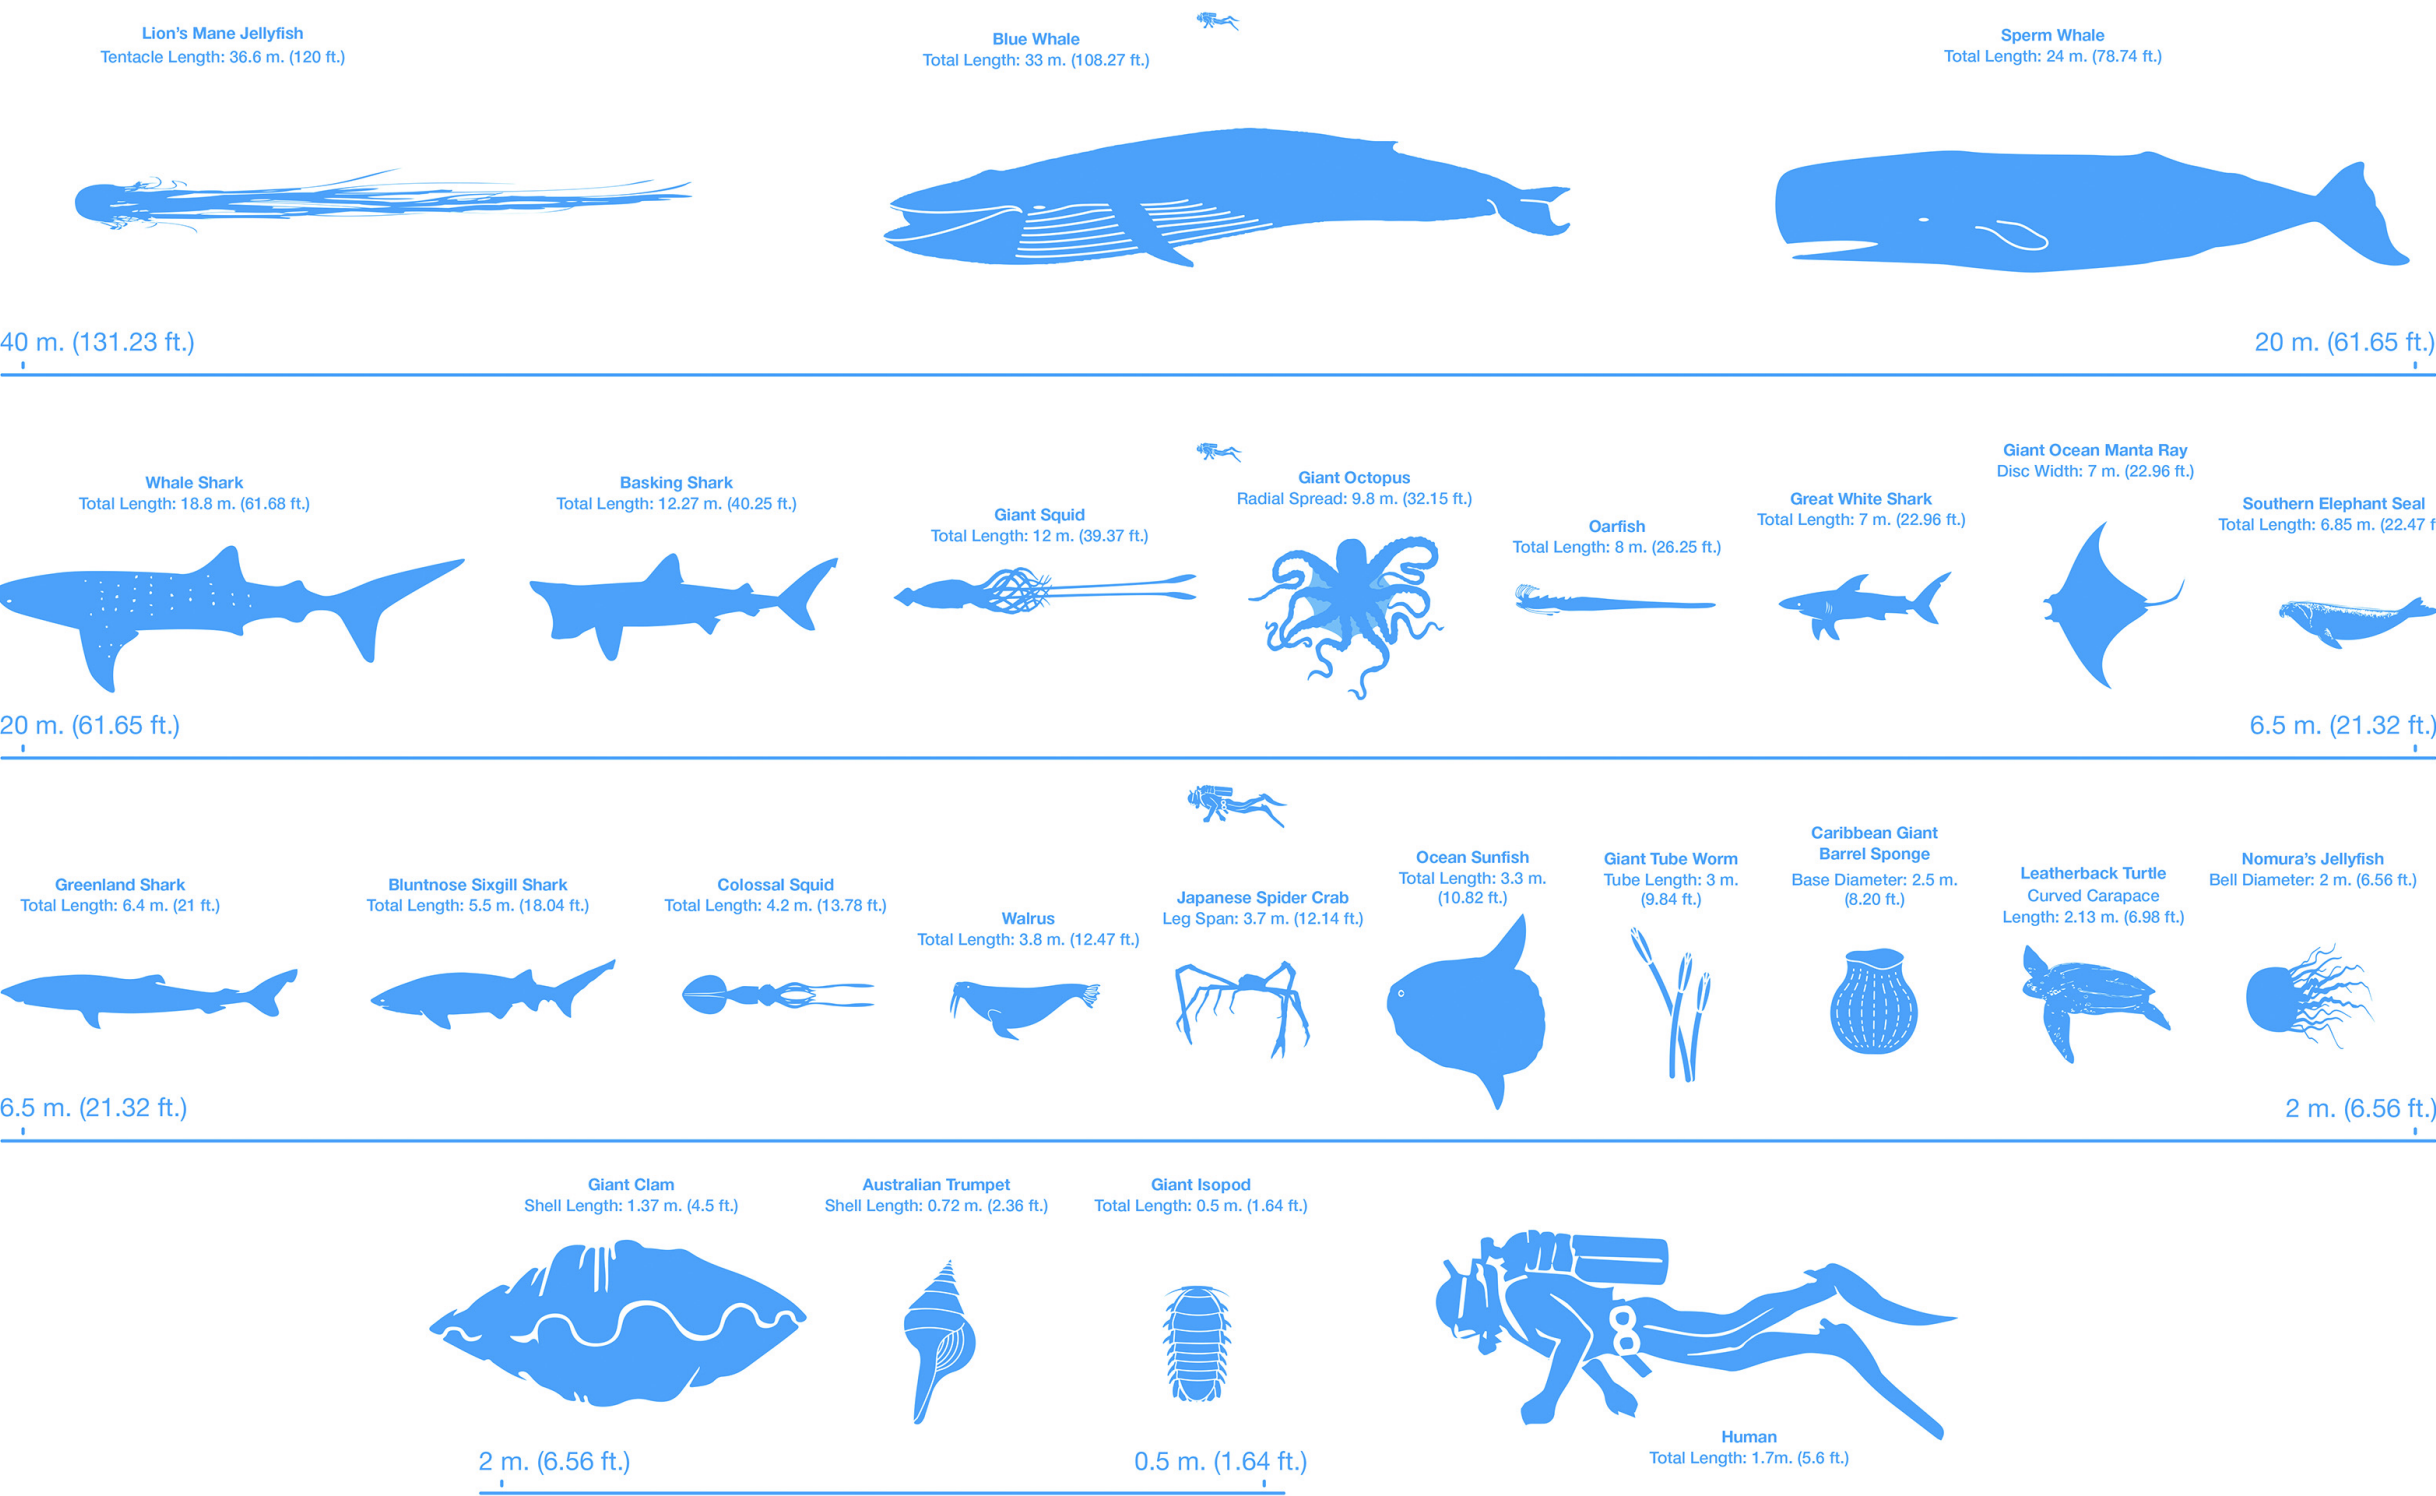 Lion's Mane Jellyfish
Tentacle Length: 36.6 m. (120 ft.)
Blue Whale
Total Length: 33 m. (108.27 ft.)
Sperm Whale
Total Length: 24 m. (78.74 ft.)
40 m. (131.23 ft.)
20 m. (61.65 ft.)
Whale Shark
Total Length: 18.8 m. (61.68 ft.)
Basking Shark
Total Length: 12.27 m. (40.25 ft.)
Giant Squid
Total Length: 12 m. (39.37 ft.)
Giant Octopus
Radial Spread: 9.8 m. (32.15 ft.)
Oarfish
Total Length: 8 m. (26.25 ft.)
Great White Shark
Total Length: 7 m. (22.96 ft.)
Giant Ocean Manta Ray
Disc Width: 7 m. (22.96 ft.)
Southern Elephant Seal
Total Length: 6.85 m. (22.47 f
20 m. (61.65 ft.)
6.5 m. (21.32 ft.)
Greenland Shark
Total Length: 6.4 m. (21 ft.)
Bluntnose Sixgill Shark
Total Length: 5.5 m. (18.04 ft.)
Colossal Squid
Total Length: 4.2 m. (13.78 ft.)
Walrus
Total Length: 3.8 m. (12.47 ft.)
Japanese Spider Crab
Leg Span: 3.7 m. (12.14 ft.)
Ocean Sunfish
Total Length: 3.3 m.
(10.82 ft.)
Giant Tube Worm
Tube Length: 3 m.
(9.84 ft.)
Caribbean Giant
Barrel Sponge
Base Diameter: 2.5 m.
(8.20 ft.)
Leatherback Turtle
Curved Carapace
Length: 2.13 m. (6.98 ft.)
Nomura's Jellyfish
Bell Diameter: 2 m. (6.56 ft.)
6.5 m. (21.32 ft.)
2 m. (6.56 ft.)
Giant Clam
Shell Length: 1.37 m. (4.5 ft.)
Australian Trumpet
Shell Length: 0.72 m. (2.36 ft.)
Giant Isopod
Total Length: 0.5 m. (1.64 ft.)
Human
Total Length: 1.7m. (5.6 ft.)
2 m. (6.56 ft.)
0.5 m. (1.64 ft.)